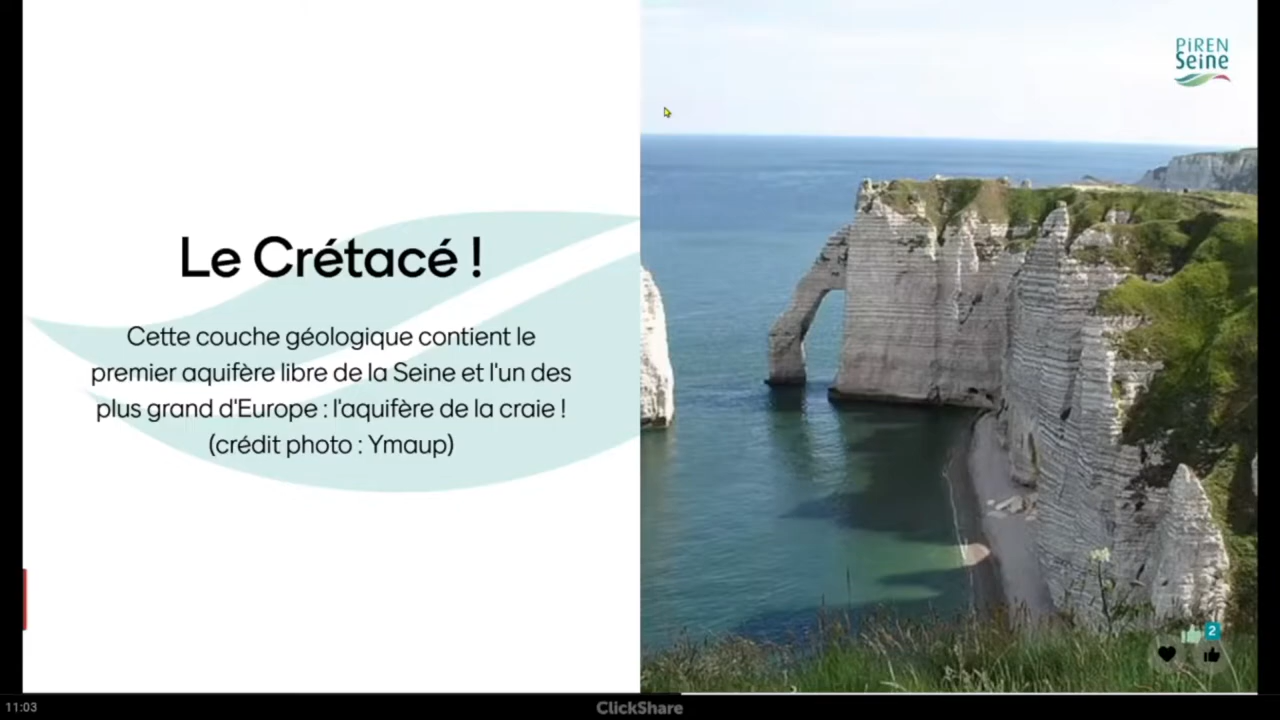 PiREN
Seine
Le Crétacé !
Cette couche géologique contient le
premier aquifère libre de la Seine et l'un des
plus grand d'Europe : l'aquifère de la craie !
(crédit photo : Ymaup)
2
11:03
ClickShare